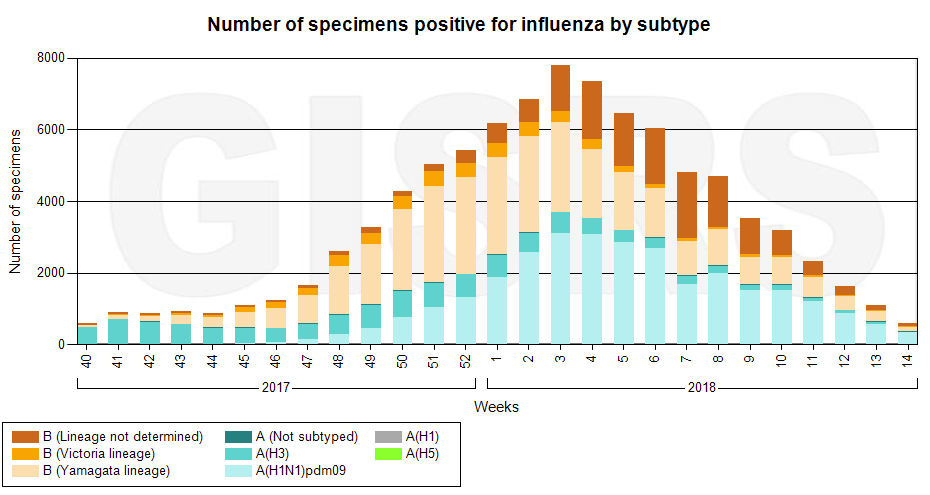 Number of specimens positive for influenza by subtype
GISRS
Number of specimens
8000
6000
4000
2000
0
40 41 42 43 44 45 46 47 48 49 50 51 52 1 2 3 4 5 6 7 8 9 10 11 12 13 14
2017 2018
Weeks
B (Lineage not determined) A (Not subtyped) A(H1)
B (Victoria lineage) A(H3) A(H5)
B (Yamagata lineage) A(H1N1)pdm09